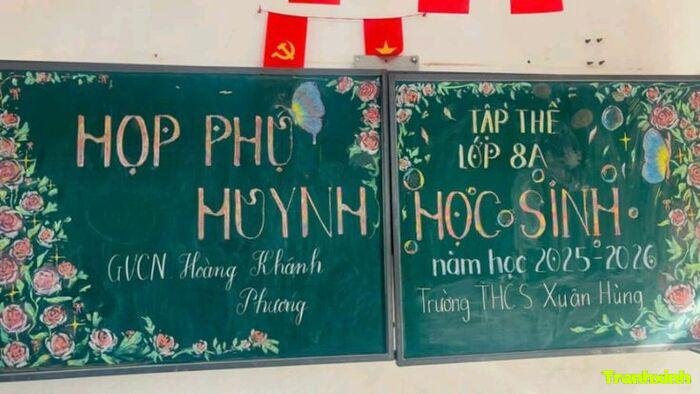 HỌP PHỤ
HUYNH
GVCN. Hoàng Khánh
Phương
TẬP THỂ
LỚP 8A
HỌC SINH
năm học 2025-2026
Trường THCS Xuân Hùng